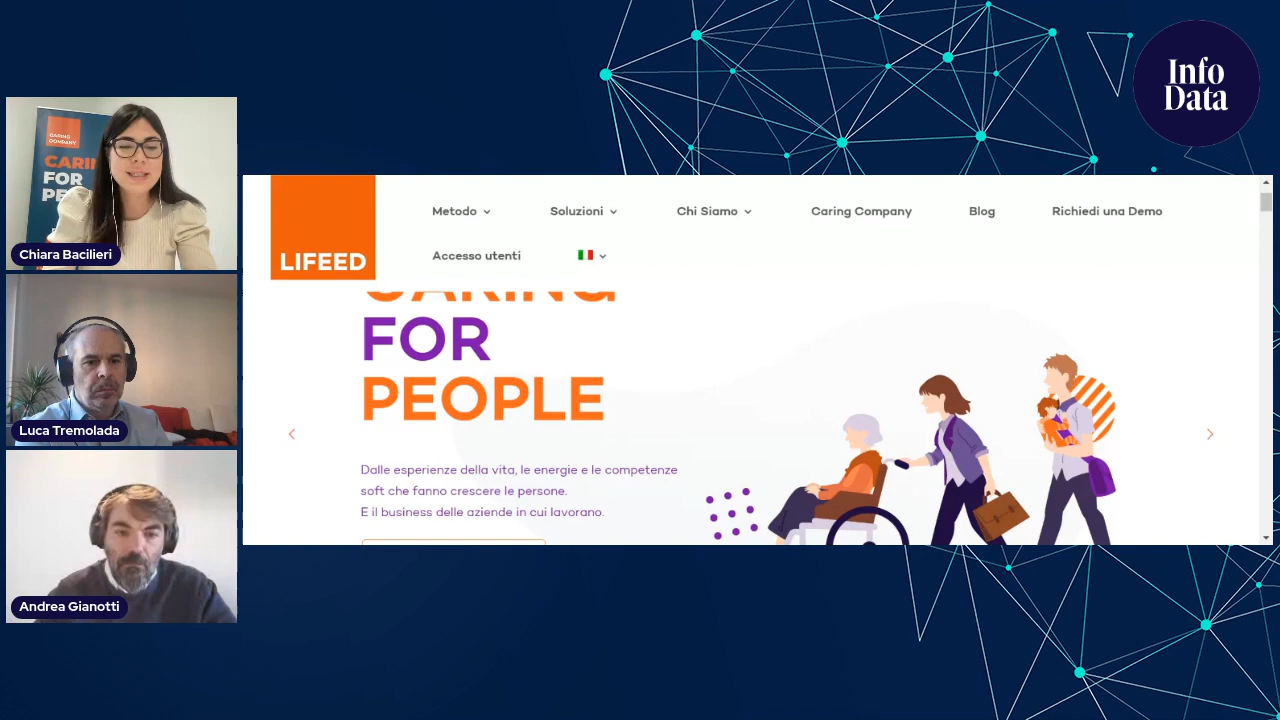 Info
Data
CARING
COMPANY
FOR
Chiara Bacilieri
Luca Tremolada
Andrea Gianotti
LIFEED
Metodo
Soluzioni
Chi Siamo
Caring Company
Blog
Richiedi una Demo
Accesso utenti
CARING
FOR
PEOPLE
Dalle esperienze della vita, le energie e le competenze
soft che fanno crescere le persone.
E il business delle aziende in cui lavorano.